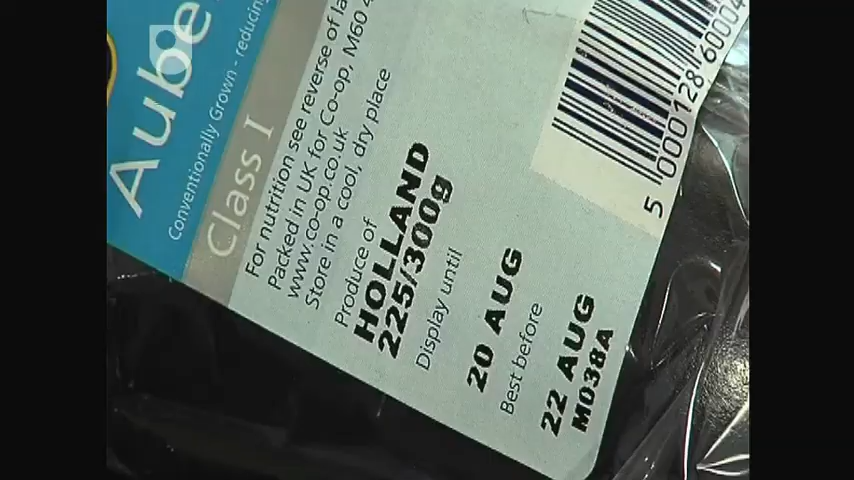 Aube
Conventionally Grown - reducing
Class I
For nutrition see reverse of la
Packed in UK for Co-op, M60 4
www.co-op.co.uk
Store in a cool, dry place
Produce of
HOLLAND
225/300g
Display until
20 AUG
Best before
22 AUG
M038A
5 000128 60004